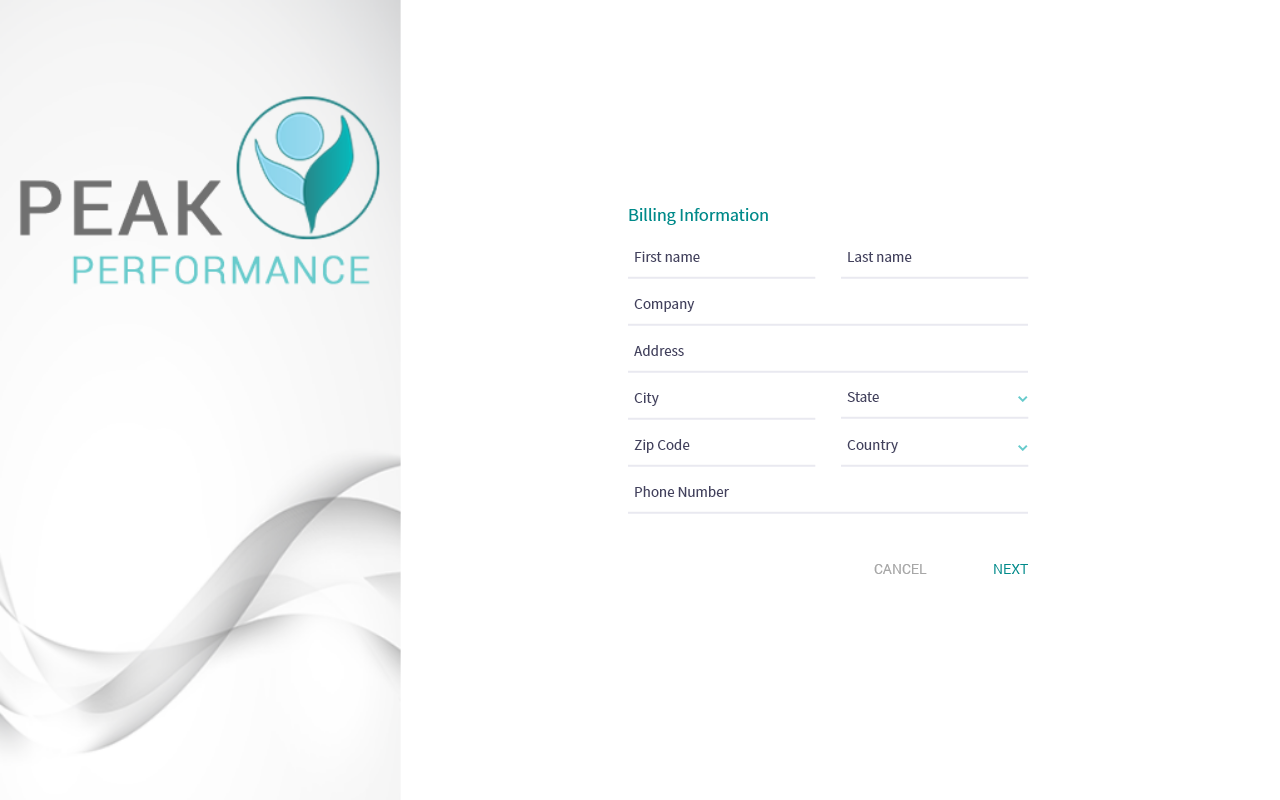 PEAK
PERFORMANCE
Billing Information
First name Last name
Company
Address
City State
Zip Code Country
Phone Number
CANCEL NEXT